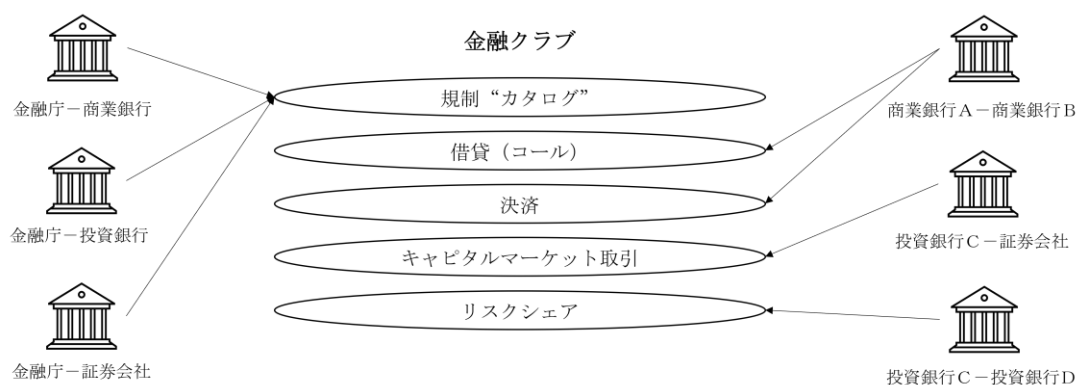 金融クラブ
金融庁－商業銀行
金融庁－投資銀行
金融庁－証券会社
規制“カタログ”
借貸（コール）
決済
キャピタルマーケット取引
リスクシェア
商業銀行Ａ－商業銀行Ｂ
投資銀行Ｃ－証券会社
投資銀行Ｃ－投資銀行Ｄ